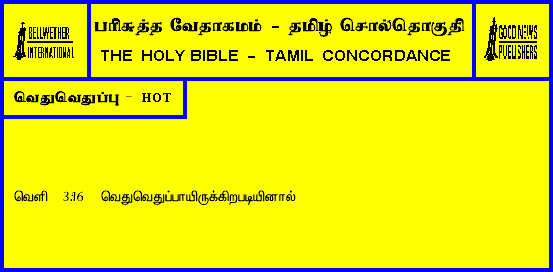 BELLWETHER
INTERNATIONAL
பரிசுத்த வேதாகமம் - தமிழ் சொல்தொகுதி
THE HOLY BIBLE - TAMIL CONCORDANCE
GOOD NEWS
PUBLISHERS
வெதுவெதுப்பு - HOT
வெளி 3:16 வெதுவெதுப்பாயிருக்கிறபடியினால்